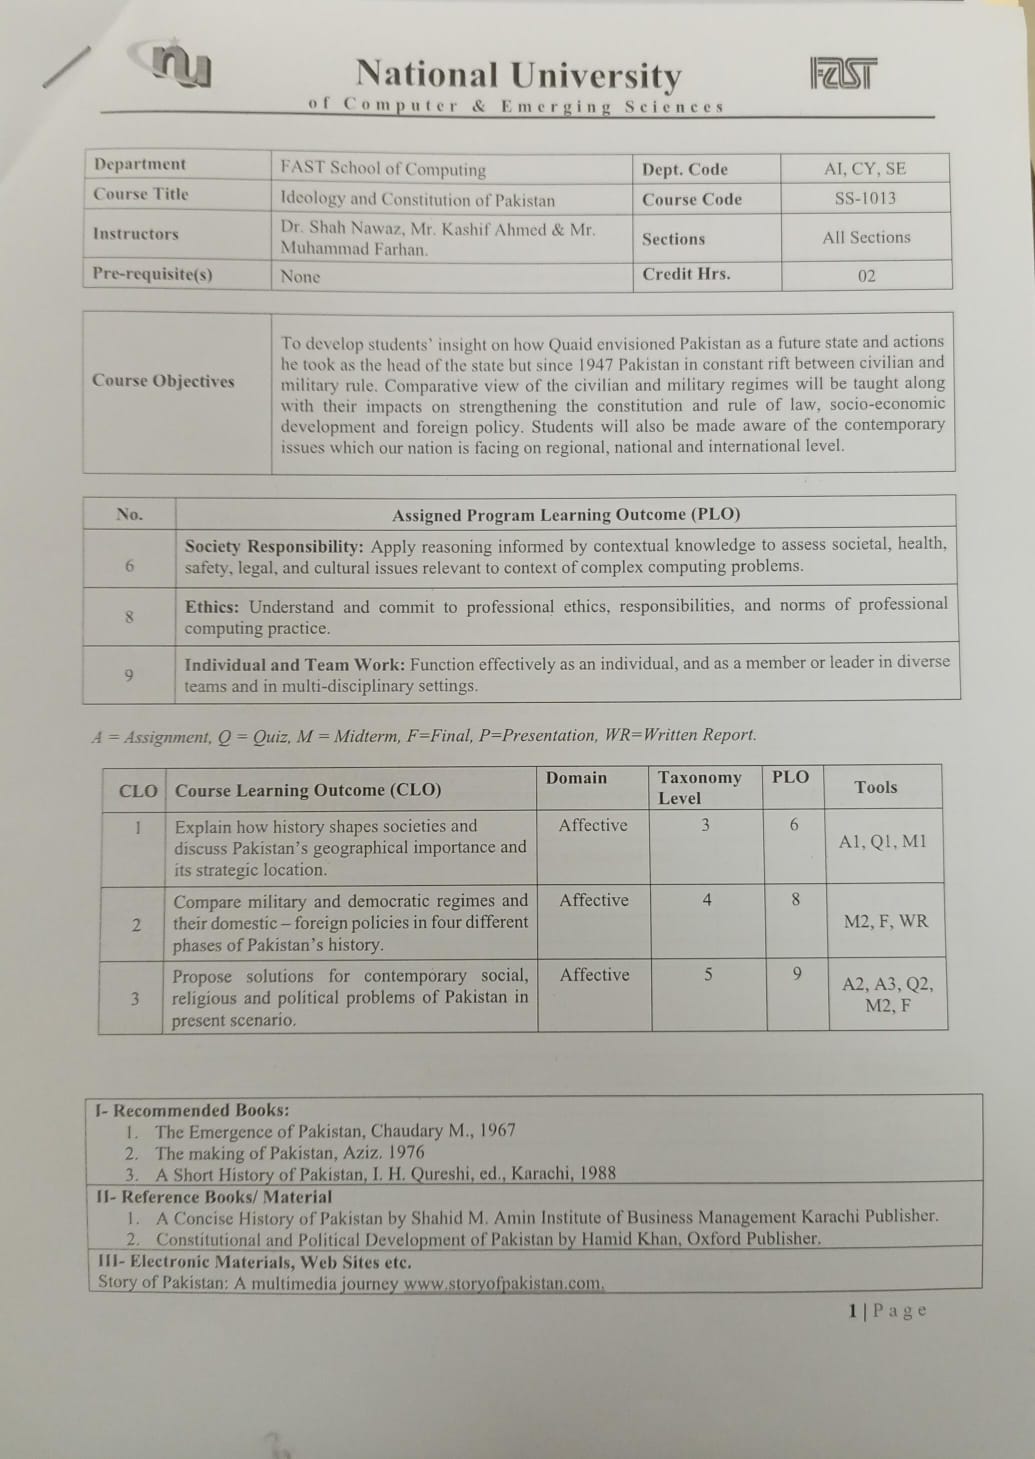 nu
National University
of Computer & Emerging Sciences
FAST
Department FAST School of Computing Dept. Code AI, CY, SE
Course Title Ideology and Constitution of Pakistan Course Code SS-1013
Instructors Dr. Shah Nawaz, Mr. Kashif Ahmed & Mr.
Muhammad Farhan. Sections All Sections
Pre-requisite(s) None Credit Hrs. 02
Course Objectives
To develop students' insight on how Quaid envisioned Pakistan as a future state and actions
he took as the head of the state but since 1947 Pakistan in constant rift between civilian and
military rule. Comparative view of the civilian and military regimes will be taught along
with their impacts on strengthening the constitution and rule of law, socio-economic
development and foreign policy. Students will also be made aware of the contemporary
issues which our nation is facing on regional, national and international level.
No. Assigned Program Learning Outcome (PLO)
6 Society Responsibility: Apply reasoning informed by contextual knowledge to assess societal, health,
safety, legal, and cultural issues relevant to context of complex computing problems.
8 Ethics: Understand and commit to professional ethics, responsibilities, and norms of professional
computing practice.
9 Individual and Team Work: Function effectively as an individual, and as a member or leader in diverse
teams and in multi-disciplinary settings.
A = Assignment, Q = Quiz, M = Midterm, F=Final, P=Presentation, WR=Written Report.
CLO Course Learning Outcome (CLO) Domain Taxonomy Level PLO Tools
1 Explain how history shapes societies and Affective 3 6 A1, Q1, M1
discuss Pakistan's geographical importance and
its strategic location.
2 Compare military and democratic regimes and Affective 4 8 M2, F, WR
their domestic – foreign policies in four different
phases of Pakistan's history.
3 Propose solutions for contemporary social, Affective 5 9 A2, A3, Q2,
religious and political problems of Pakistan in M2, F
present scenario.
I- Recommended Books:
1. The Emergence of Pakistan, Chaudary M., 1967
2. The making of Pakistan, Aziz. 1976
3. A Short History of Pakistan, I. H. Qureshi, ed., Karachi, 1988
II- Reference Books/ Material
1. A Concise History of Pakistan by Shahid M. Amin Institute of Business Management Karachi Publisher.
2. Constitutional and Political Development of Pakistan by Hamid Khan, Oxford Publisher.
III- Electronic Materials, Web Sites etc.
Story of Pakistan: A multimedia journey www.storyofpakistan.com.
1 | Page